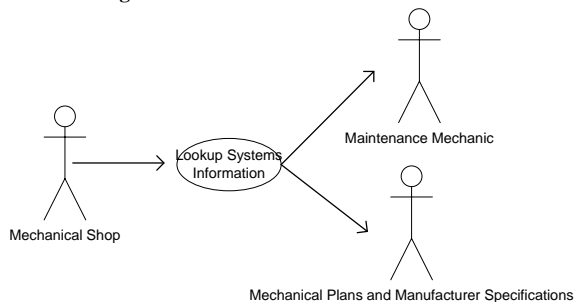 Maintenance Mechanic
Lookup Systems
Information
Mechanical Shop
Mechanical Plans and Manufacturer Specifications